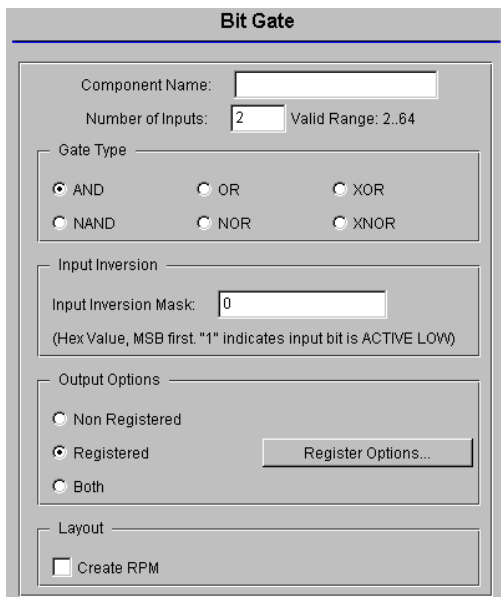 Bit Gate
Component Name:
Number of Inputs: 2 Valid Range: 2..64
Gate Type
AND OR XOR
NAND NOR XNOR
Input Inversion
Input Inversion Mask: 0
(Hex Value, MSB first. "1" indicates input bit is ACTIVE LOW)
Output Options
Non Registered
Registered Register Options...
Both
Layout
Create RPM